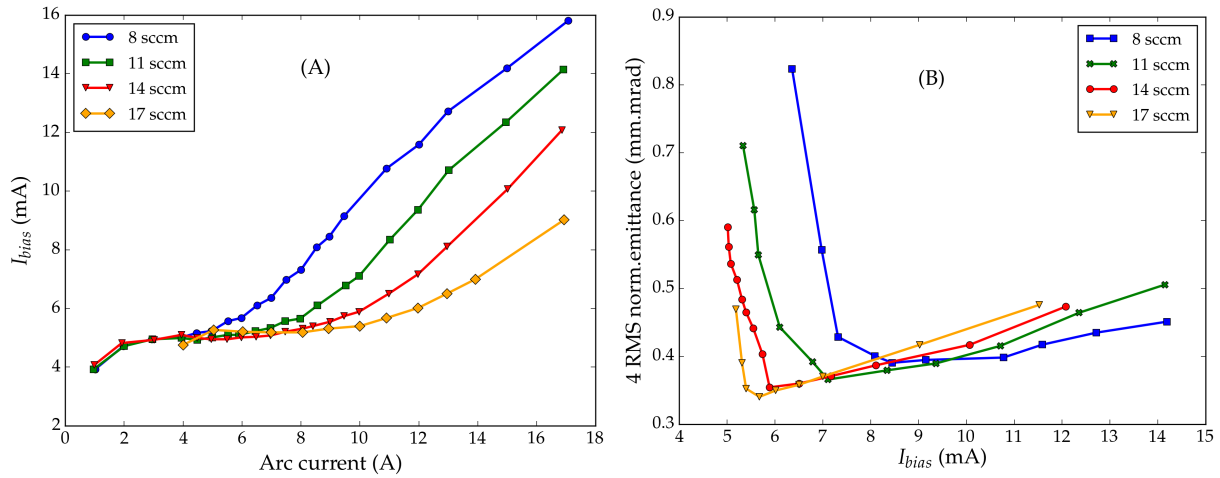 16
14
12
10
8
6
4
2
I_bias (mA)
8 sccm
11 sccm
14 sccm
17 sccm
(A)
0 2 4 6 8 10 12 14 16 18
Arc current (A)
0.9
0.8
0.7
0.6
0.5
0.4
0.3
4 RMS norm.emittance (mm.mrad)
(B)
8 sccm
11 sccm
14 sccm
17 sccm
4 5 6 7 8 9 10 11 12 13 14 15
I_bias (mA)